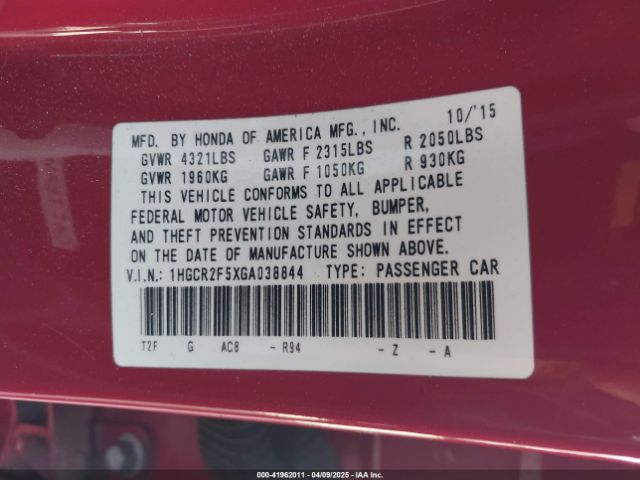 10/'15
MFD. BY HONDA OF AMERICA MFG., INC.
GVWR 4321LBS GAWR F 2315LBS R 2050LBS
GVWR 1960KG GAWR F 1050KG R 930KG
THIS VEHICLE CONFORMS TO ALL APPLICABLE
FEDERAL MOTOR VEHICLE SAFETY, BUMPER,
AND THEFT PREVENTION STANDARDS IN EFFECT
ON THE DATE OF MANUFACTURE SHOWN ABOVE.
V.I.N.: 1HGCR2F5XGA038844 TYPE: PASSENGER CAR
T2F G AC8 - R94 - Z - A
000-41962011 - 04/09/2025 - IAA Inc.